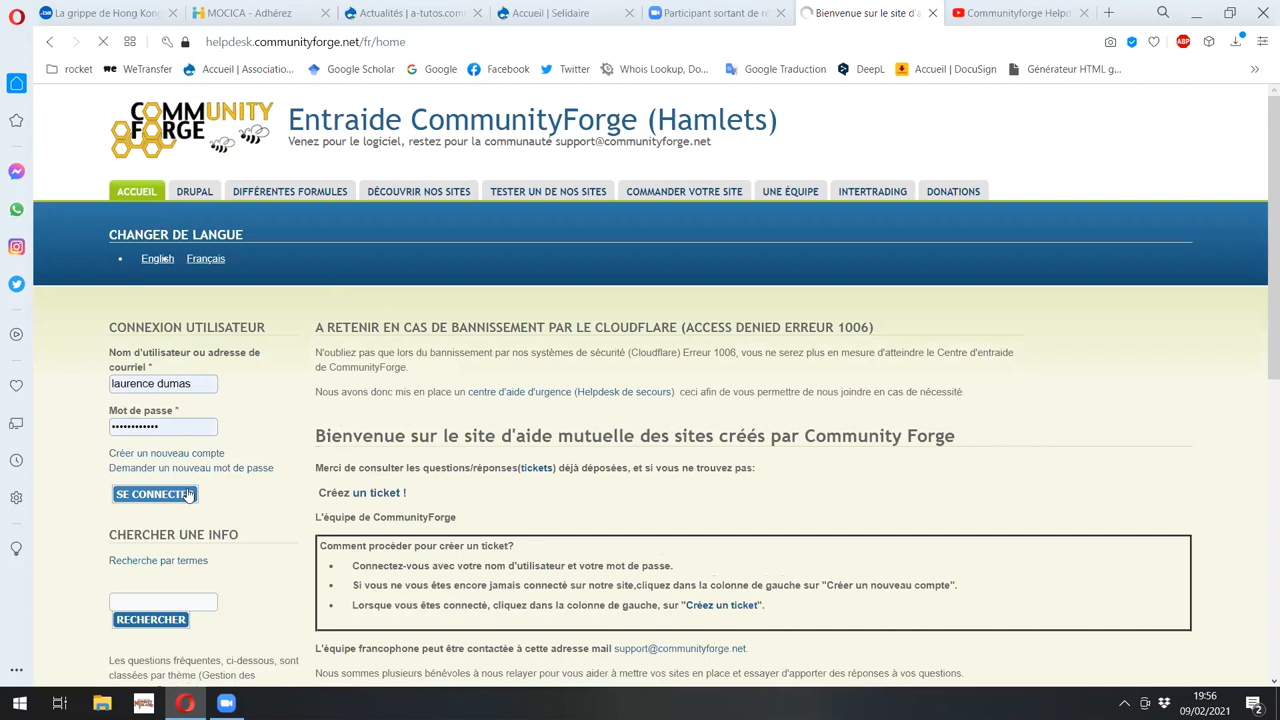 La greffe de Hong Kon
MOCICA - Adhérez
Actualités | a-tutos.com
Accueil | Selidaire
Participant sortant de ré
Bienvenue sur le site d'a
Communityforge Helpd
helpdesk.communityforge.net/fr/home
rocket
WeTransfer
Accueil | Associatio...
Google Scholar
Google
Facebook
Twitter
Whois Lookup, Do...
Google Traduction
DeepL
Accueil | DocuSign
Générateur HTML g...
COMMUNITY
FORGE
Entraide CommunityForge (Hamlets)
Venez pour le logiciel, restez pour la communauté support@communityforge.net
ACCUEIL
DRUPAL
DIFFÉRENTES FORMULES
DÉCOUVRIR NOS SITES
TESTER UN DE NOS SITES
COMMANDER VOTRE SITE
UNE ÉQUIPE
INTERTRADING
DONATIONS
CHANGER DE LANGUE
English
Français
CONNEXION UTILISATEUR
Nom d'utilisateur ou adresse de
courriel *
laurence dumas
Mot de passe *
••••••••••••
Créer un nouveau compte
Demander un nouveau mot de passe
SE CONNECTER
CHERCHER UNE INFO
Recherche par termes
RECHERCHER
Les questions fréquentes, ci-dessous, sont
classées par thème (Gestion des
A RETENIR EN CAS DE BANNISSEMENT PAR LE CLOUDFLARE (ACCESS DENIED ERREUR 1006)
N'oubliez pas que lors du bannissement par nos systèmes de sécurité (Cloudflare) Erreur 1006, vous ne serez plus en mesure d'atteindre le Centre d'entraide
de CommunityForge.
Nous avons donc mis en place un centre d'aide d'urgence (Helpdesk de secours) ceci afin de vous permettre de nous joindre en cas de nécessité
Bienvenue sur le site d'aide mutuelle des sites créés par Community Forge
Merci de consulter les questions/réponses(tickets) déjà déposées, et si vous ne trouvez pas:
Créez un ticket !
L'équipe de CommunityForge
Comment procéder pour créer un ticket?
• Connectez-vous avec votre nom d'utilisateur et votre mot de passe.
• Si vous ne vous êtes encore jamais connecté sur notre site,cliquez dans la colonne de gauche sur "Créer un nouveau compte".
• Lorsque vous êtes connecté, cliquez dans la colonne de gauche, sur "Créez un ticket".
L'équipe francophone peut être contactée à cette adresse mail support@communityforge.net.
Nous sommes plusieurs bénévoles à nous relayer pour vous aider à mettre vos sites en place et essayer d'apporter des réponses à vos questions.
19:56
09/02/2021
2